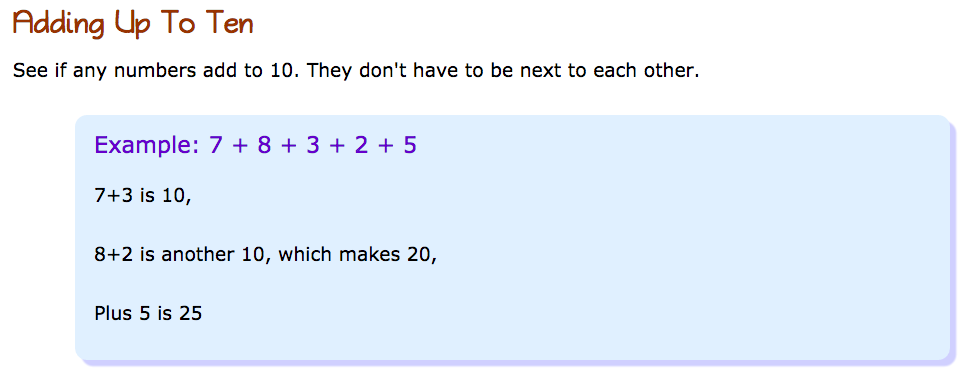 Adding Up To Ten
See if any numbers add to 10. They don't have to be next to each other.
Example: 7 + 8 + 3 + 2 + 5
7+3 is 10,
8+2 is another 10, which makes 20,
Plus 5 is 25